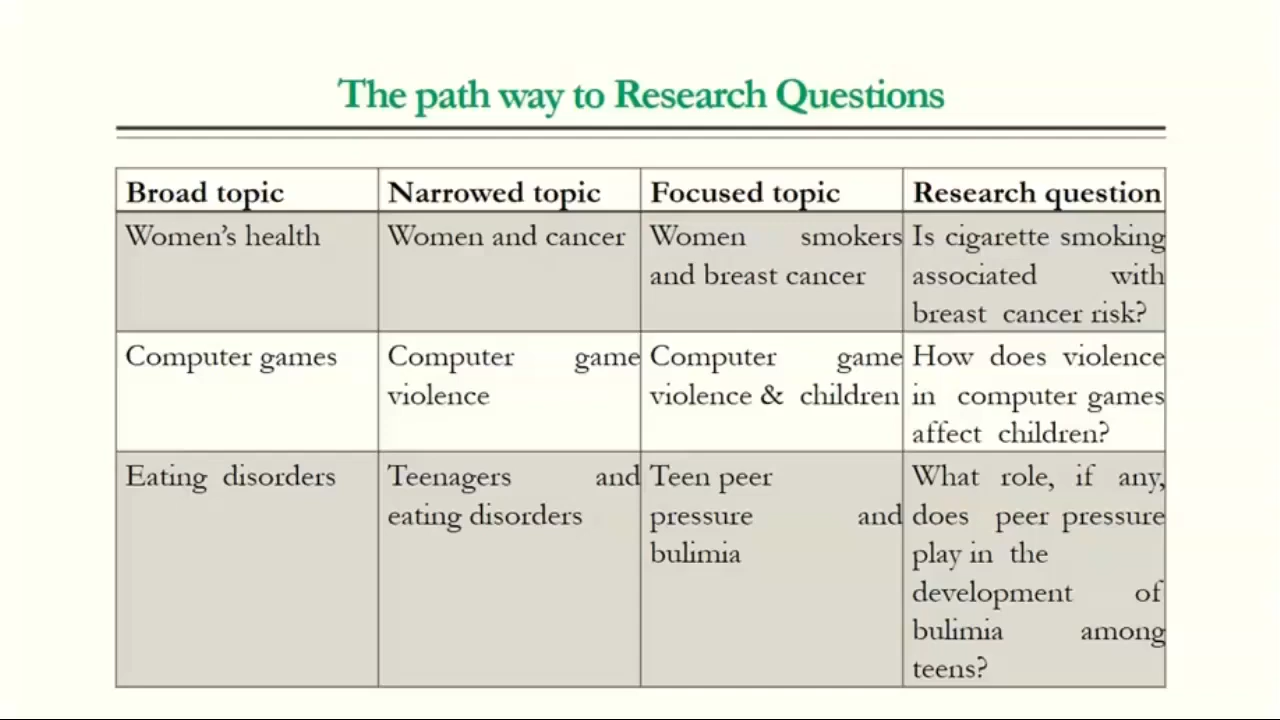 The path way to Research Questions
Broad topic
Narrowed topic
Focused topic
Research question
Women's health
Women and cancer
Women smokers
and breast cancer
Is cigarette smoking
associated with
breast cancer risk?
Computer games
Computer game
violence
Computer game
violence & children
How does violence
in computer games
affect children?
Eating disorders
Teenagers and
eating disorders
Teen peer
pressure and
bulimia
What role, if any,
does peer pressure
play in the
development of
bulimia among
teens?